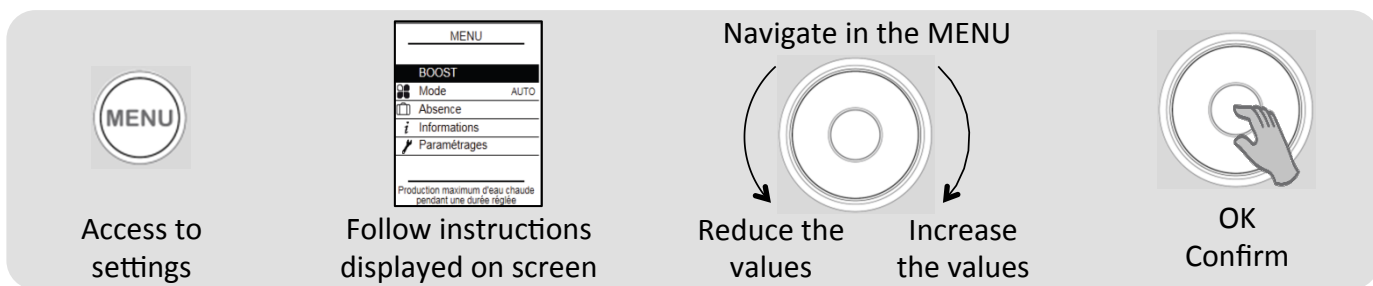 MENU
Access to
settings
MENU
BOOST
Mode AUTO
Absence
i Informations
Paramétrages
Production maximum d'eau chaude
pendant une durée réglée
Follow instructions
displayed on screen
Navigate in the MENU
Reduce the
values
Increase
the values
OK
Confirm